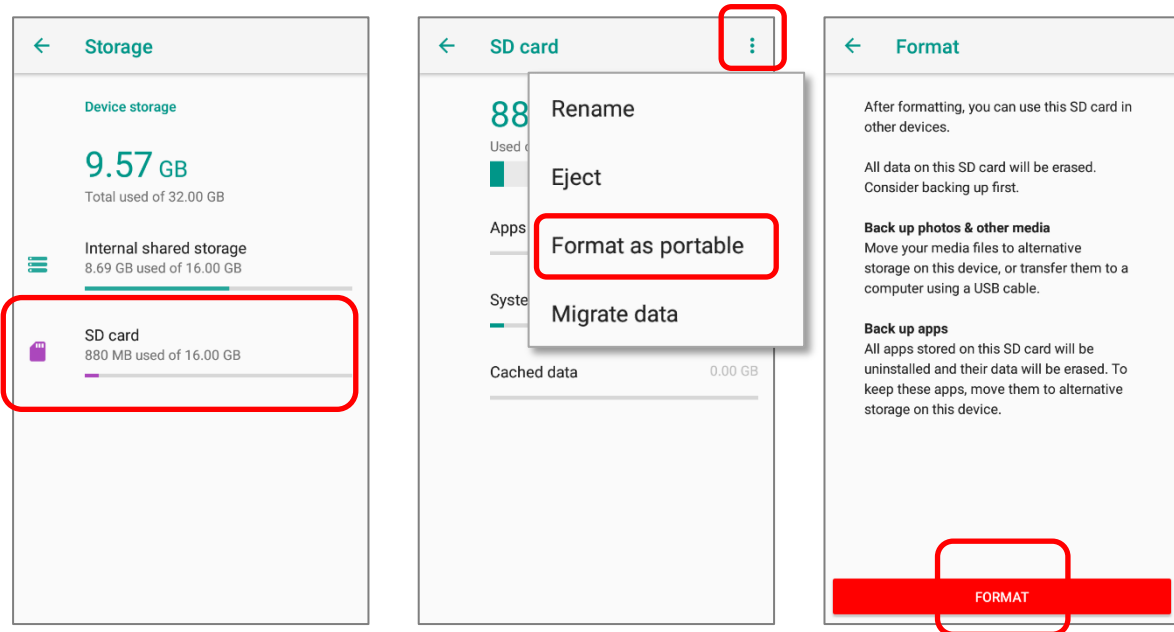 Storage
Device storage
9.57 GB
Total used of 32.00 GB
Internal shared storage
8.69 GB used of 16.00 GB
SD card
880 MB used of 16.00 GB
SD card
88
Used
Apps
Syste
Cached data 0.00 GB
Rename
Eject
Format as portable
Migrate data
Format
After formatting, you can use this SD card in
other devices.
All data on this SD card will be erased.
Consider backing up first.
Back up photos & other media
Move your media files to alternative
storage on this device, or transfer them to a
computer using a USB cable.
Back up apps
All apps stored on this SD card will be
uninstalled and their data will be erased. To
keep these apps, move them to alternative
storage on this device.
FORMAT